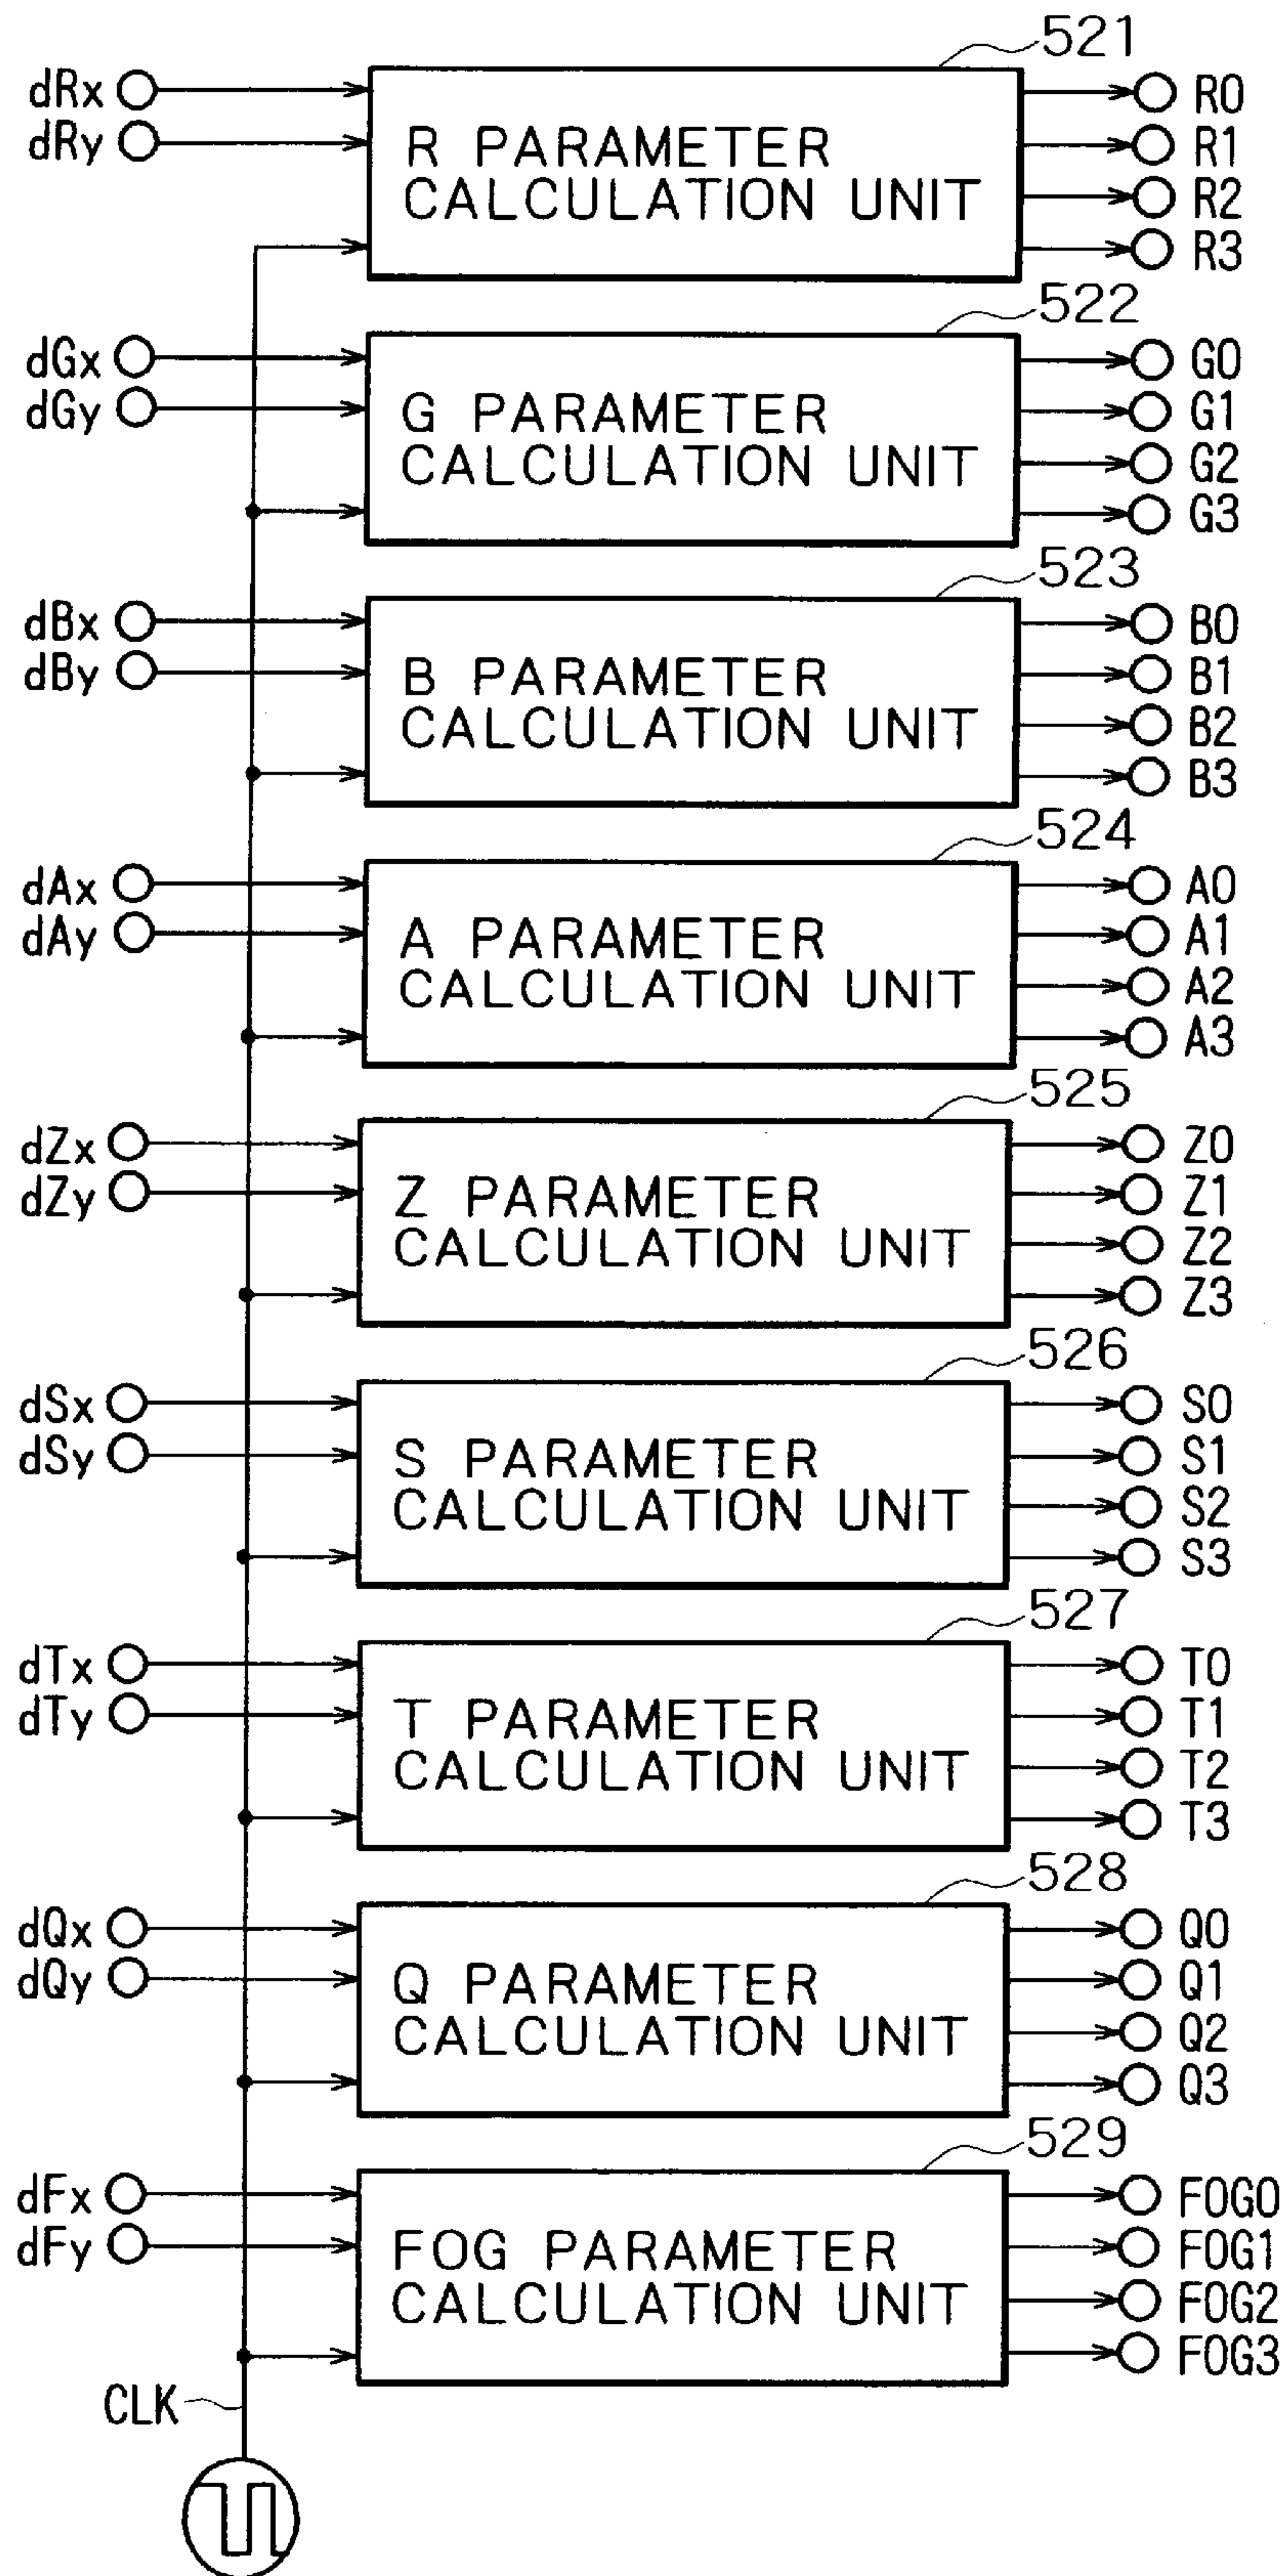 521
dRx
dRy
R PARAMETER
CALCULATION UNIT
R0
R1
R2
R3
522
dGx
dGy
G PARAMETER
CALCULATION UNIT
G0
G1
G2
G3
523
dBx
dBy
B PARAMETER
CALCULATION UNIT
B0
B1
B2
B3
524
dAx
dAy
A PARAMETER
CALCULATION UNIT
A0
A1
A2
A3
525
dZx
dZy
Z PARAMETER
CALCULATION UNIT
Z0
Z1
Z2
Z3
526
dSx
dSy
S PARAMETER
CALCULATION UNIT
S0
S1
S2
S3
527
dTx
dTy
T PARAMETER
CALCULATION UNIT
T0
T1
T2
T3
528
dQx
dQy
Q PARAMETER
CALCULATION UNIT
Q0
Q1
Q2
Q3
529
dFx
dFy
FOG PARAMETER
CALCULATION UNIT
FOG0
FOG1
FOG2
FOG3
CLK